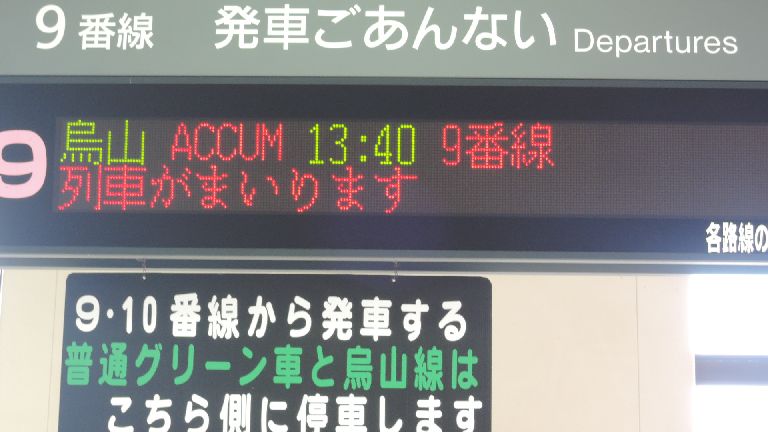 9番線 発車ごあんない Departures
9
烏山 ACCUM 13:40 9番線
列車がまいります
各路線の
9・10番線から発車する
普通グリーン車と烏山線は
こちら側に停車します